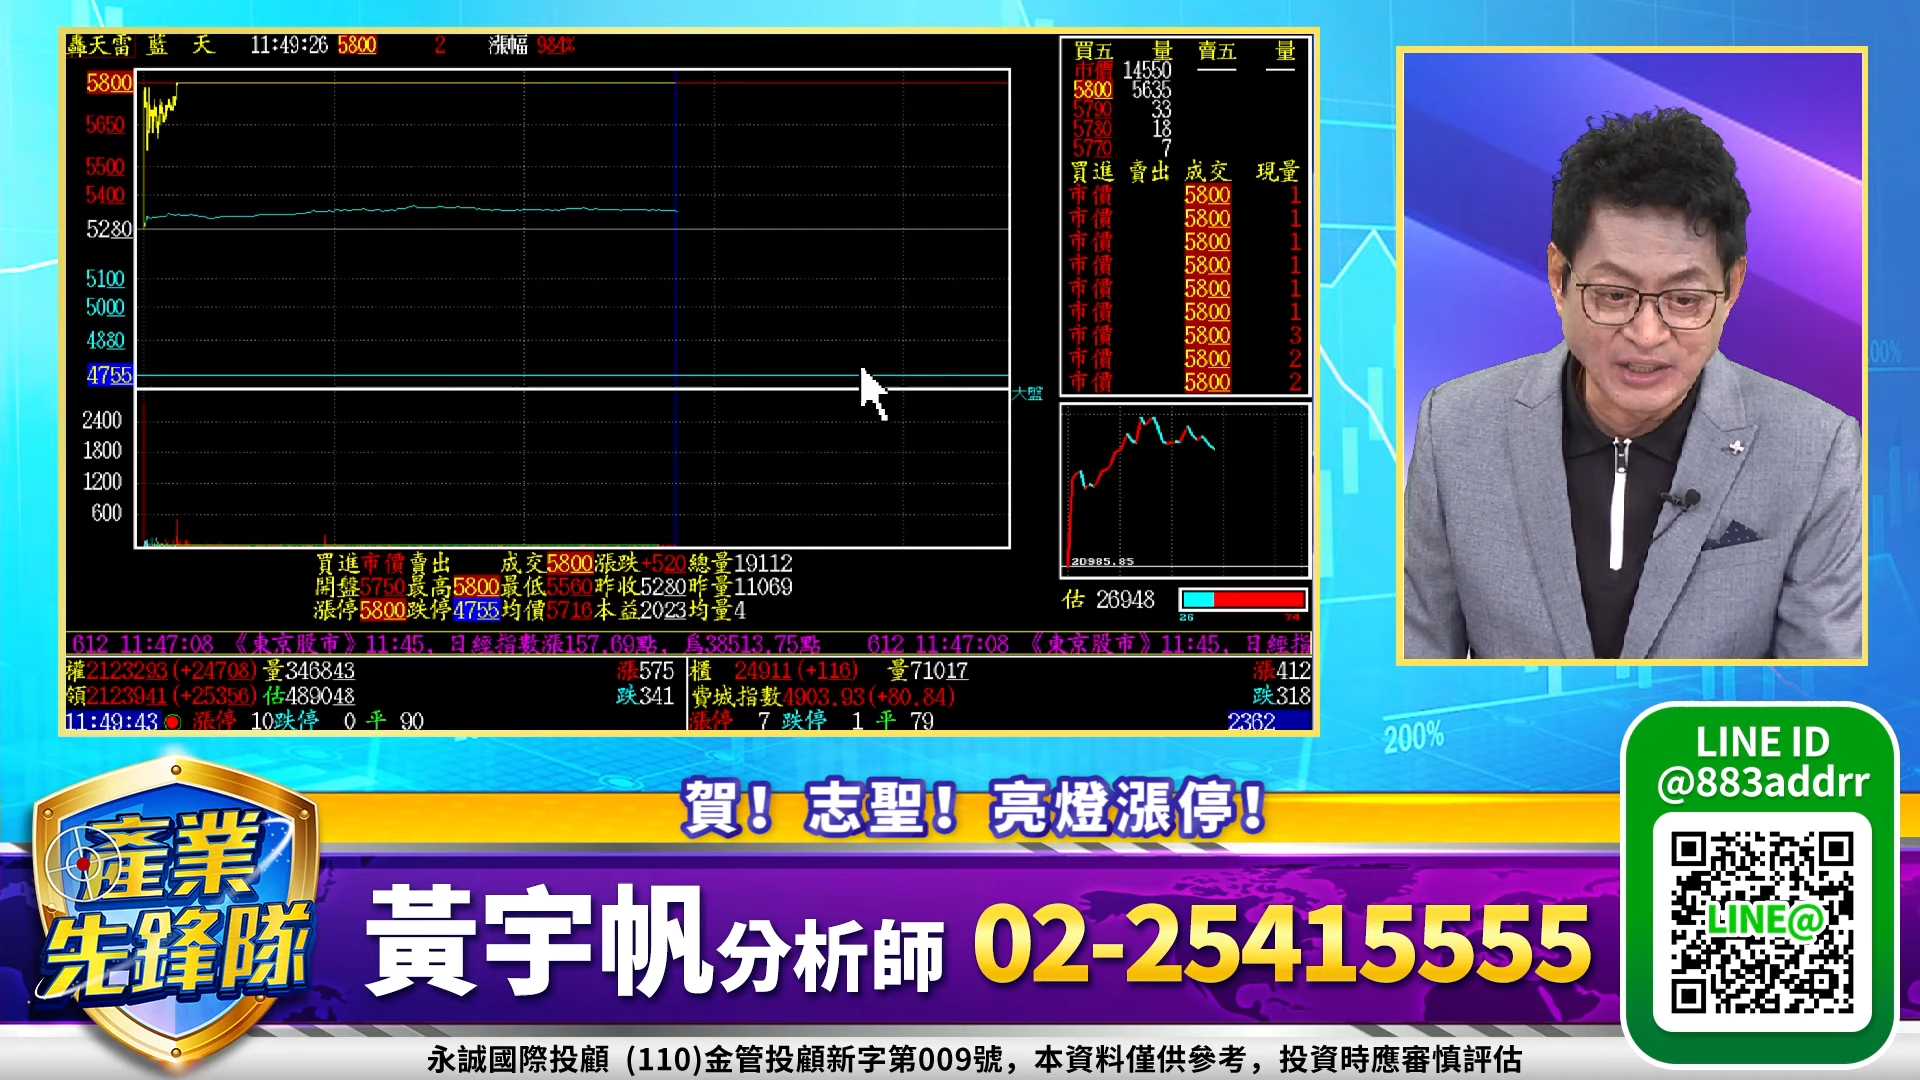 轟天雷 藍 天 11:49:26 5800 2 漲幅 984%
5800
5650
5500
5400
5280
5100
5000
4880
4755
2400
1800
1200
600
大盤
買五 量 賣五 量
市價 14550
5800 5635
5790 33
5780 18
5770 7
買進 賣出 成交 現量
市價 5800 1
市價 5800 1
市價 5800 1
市價 5800 1
市價 5800 1
市價 5800 1
市價 5800 3
市價 5800 2
市價 5800 2
20985.85
估 26948
26 74
買進市價賣出 成交5800漲跌+520總量19112
開盤5750最高5800最低5560昨收5280昨量11069
漲停5800跌停4755均價5716本益2023均量4
612 11:47:08 《東京股市》11:45, 日經指數漲157.69點, 為38513.75點 612 11:47:08 《東京股市》11:45, 日經指
權2123293(+24708)量346843 漲575
櫃 24911(+116) 量71017 漲412
領2123941(+25356)估489048 跌341
費城指數4903.93(+80.84) 跌318
11:49:43 漲停 10跌停 0 平 90
漲停 7 跌停 1 平 79 2362
200%
00%
LINE ID
@883addrr
LINE@
賀！志聖！亮燈漲停！
產業
先鋒隊
黃宇帆分析師 02-25415555
永誠國際投顧 (110)金管投顧新字第009號，本資料僅供參考，投資時應審慎評估